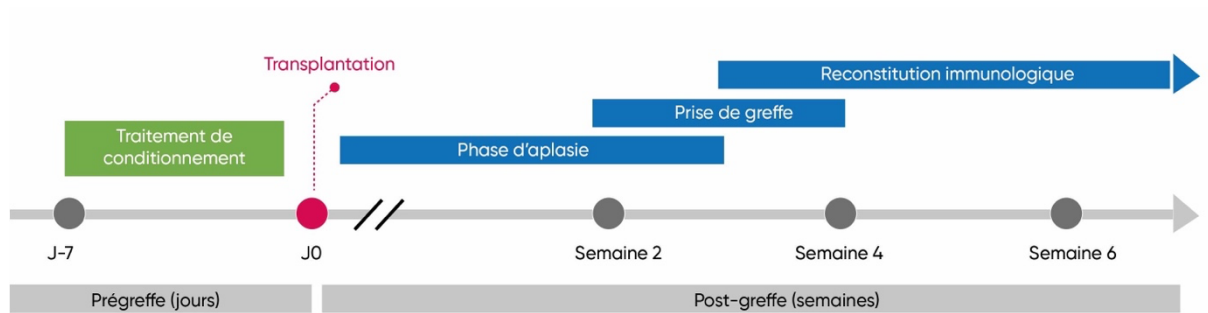 Transplantation
Reconstitution immunologique
Prise de greffe
Traitement de
conditionnement
Phase d'aplasie
J-7
J0
Semaine 2
Semaine 4
Semaine 6
Prégreffe (jours)
Post-greffe (semaines)